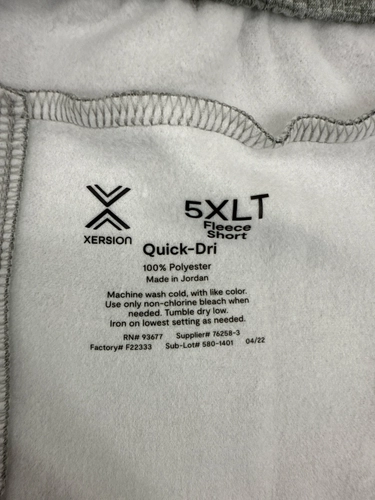 XERSION
5XLT
Fleece
Short
Quick-Dri
100% Polyester
Made in Jordan
Machine wash cold, with like color.
Use only non-chlorine bleach when
needed. Tumble dry low.
Iron on lowest setting as needed.
RN# 93677 Supplier# 76258-3
Factory# F22333 Sub-Lot# 580-1401 04/22